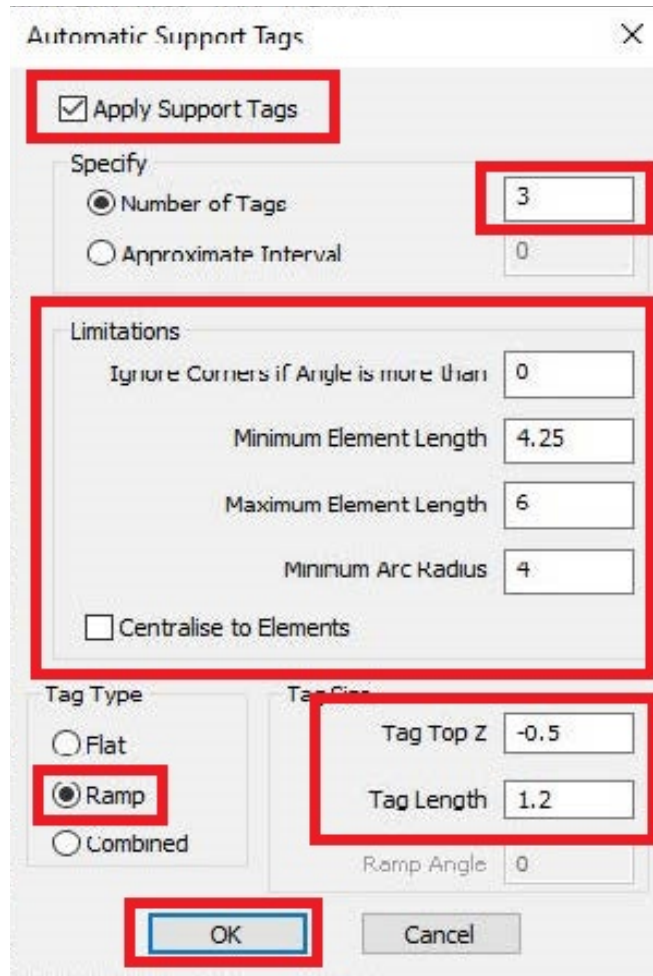 Automatic Support Tags
Apply Support Tags
Specify
Number of Tags 3
Approximate Interval 0
Limitations
Ignore Corners if Angle is more than 0
Minimum Element Length 4.25
Maximum Element Length 6
Minimum Arc Radius 4
Centralise to Elements
Tag Type
Tag Size
Flat
Tag Top Z -0.5
Ramp
Tag Length 1.2
Combined
Ramp Angle 0
OK Cancel